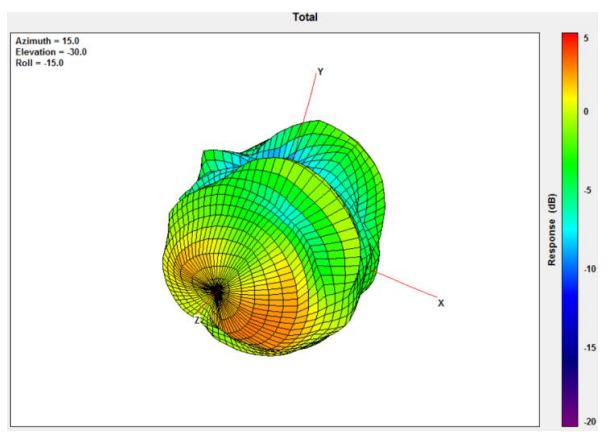 Total
Azimuth = 15.0
Elevation = -30.0
Roll = -15.0
Y
X
Z
5
0
-5
-10
-15
-20
Response (dB)